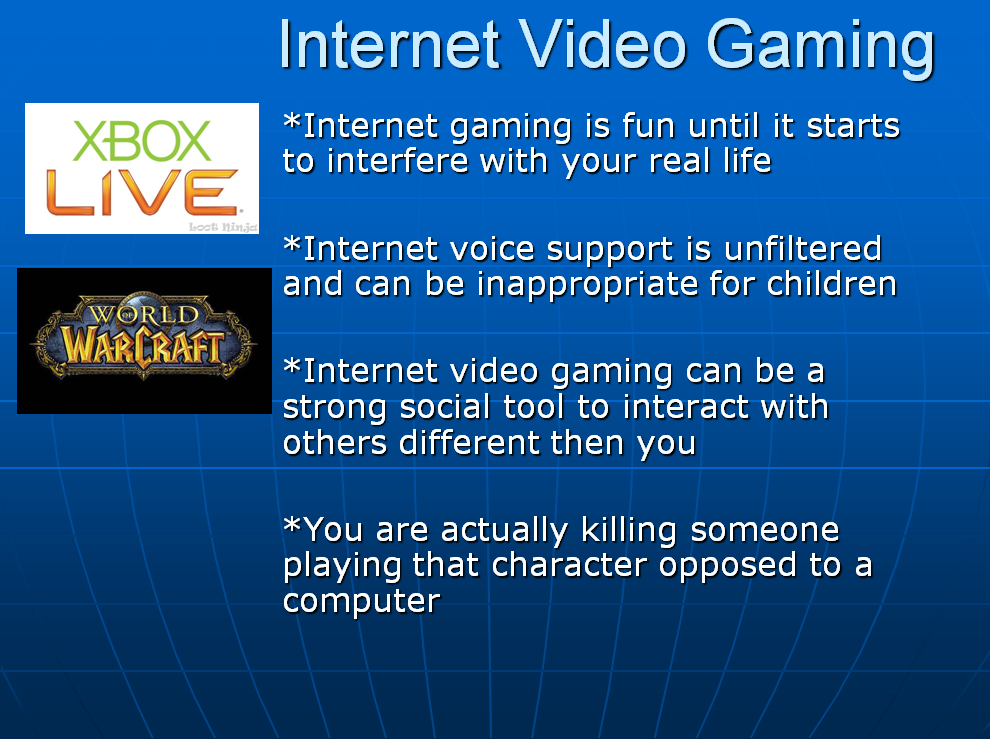 Internet Video Gaming
XBOX
LIVE.
Loot Ninja
WORLD
OF
WARCRAFT
*Internet gaming is fun until it starts
to interfere with your real life
*Internet voice support is unfiltered
and can be inappropriate for children
*Internet video gaming can be a
strong social tool to interact with
others different then you
*You are actually killing someone
playing that character opposed to a
computer